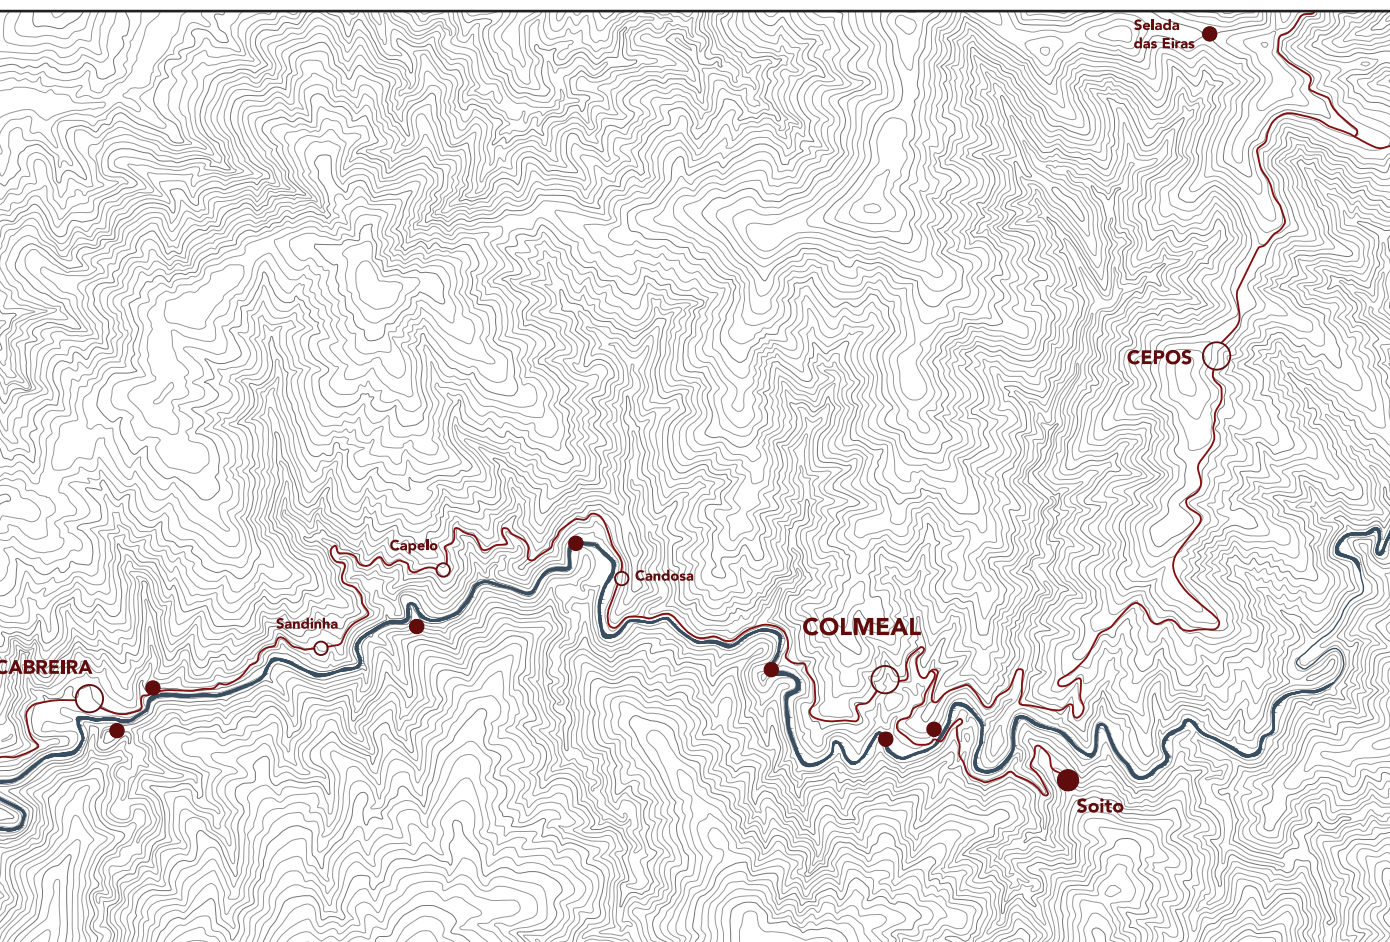 Selada
das Eiras
CEPOS
Capelo
Candosa
Sandinha
COLMEAL
CABREIRA
Soito